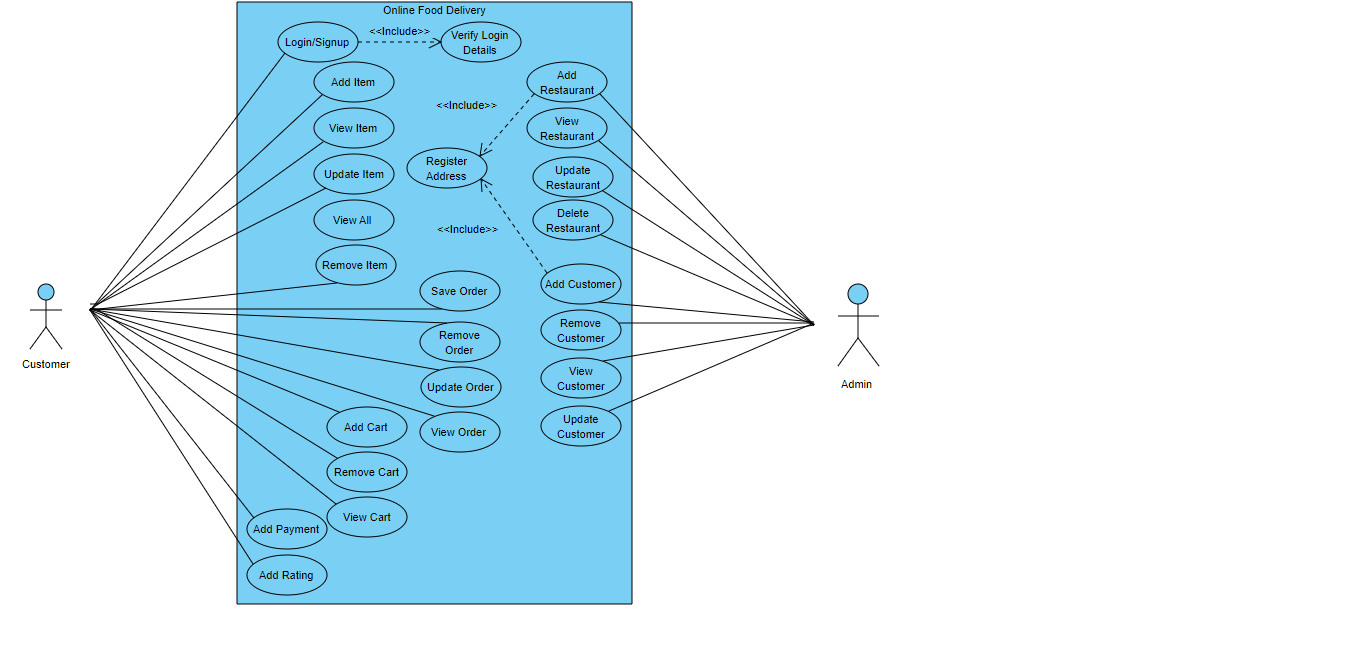 Online Food Delivery
Login/Signup
<<Include>>
Verify Login
Details
Add Item
View Item
Update Item
View All
Remove Item
<<Include>>
Register
Address
<<Include>>
Add
Restaurant
View
Restaurant
Update
Restaurant
Delete
Restaurant
Save Order
Remove
Order
Update Order
View Order
Add Customer
Remove
Customer
View
Customer
Update
Customer
Add Cart
Remove Cart
View Cart
Add Payment
Add Rating
Customer
Admin